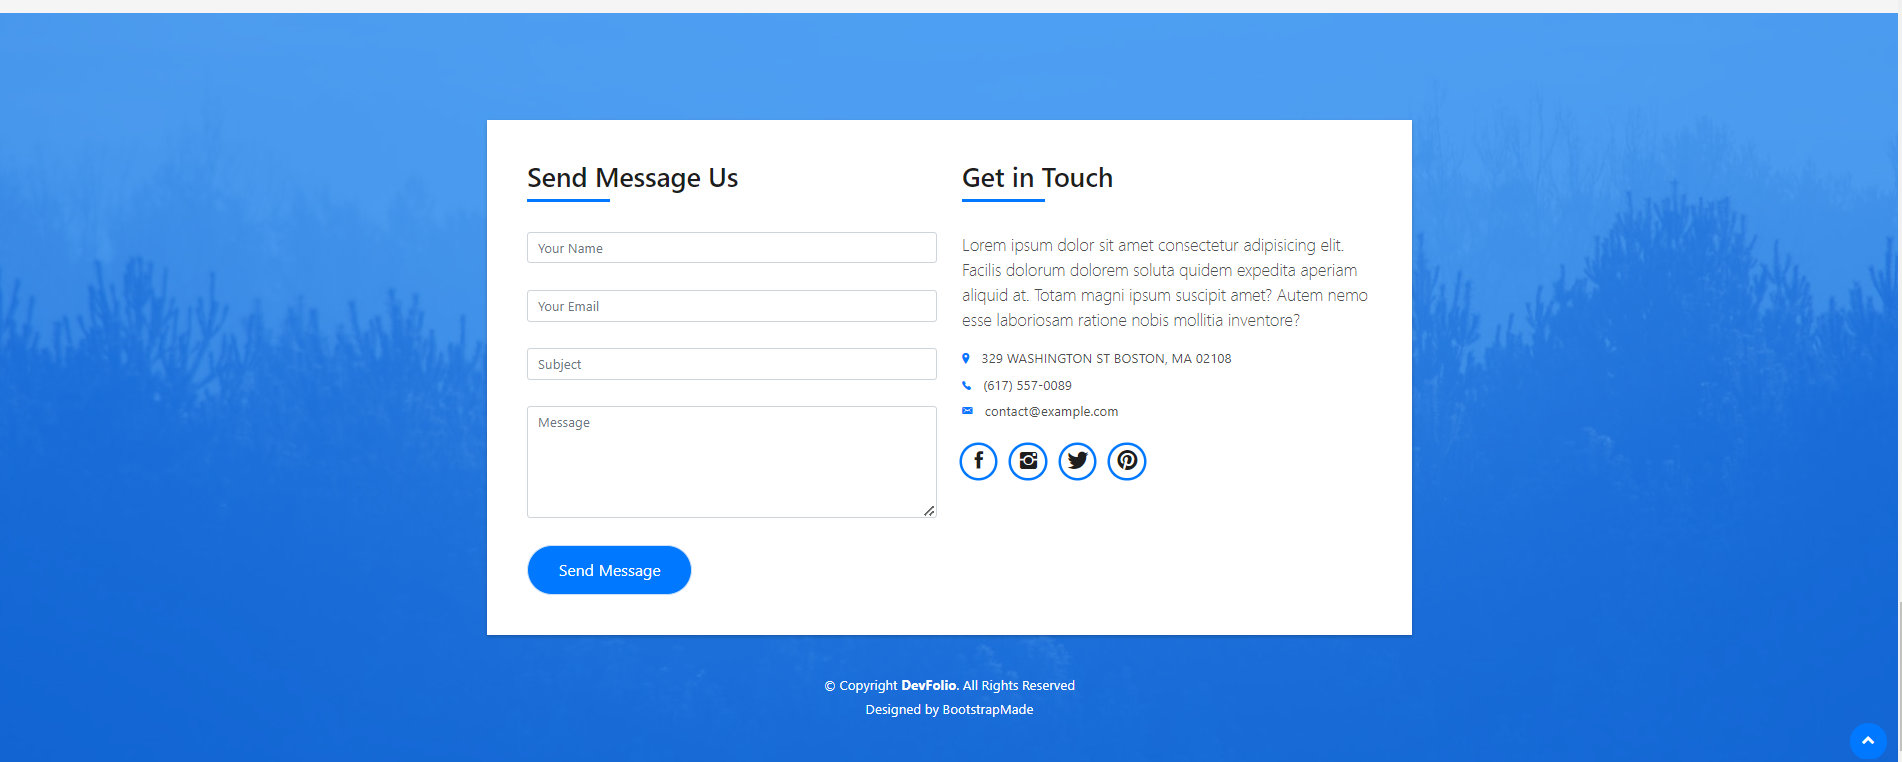 Send Message Us
Your Name
Your Email
Subject
Message
Send Message
Get in Touch
Lorem ipsum dolor sit amet consectetur adipisicing elit.
Facilis dolorum dolorem soluta quidem expedita aperiam
aliquid at. Totam magni ipsum suscipit amet? Autem nemo
esse laboriosam ratione nobis mollitia inventore?
329 WASHINGTON ST BOSTON, MA 02108
(617) 557-0089
contact@example.com
© Copyright DevFolio. All Rights Reserved
Designed by BootstrapMade